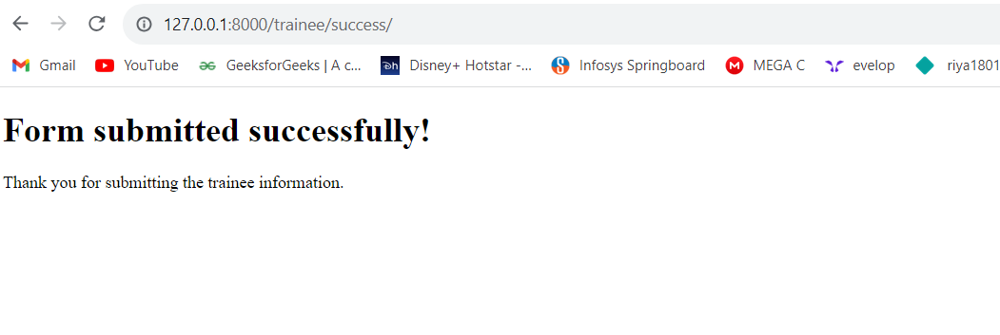 127.0.0.1:8000/trainee/success/
Gmail YouTube GeeksforGeeks | A c... Disney+ Hotstar -... Infosys Springboard MEGA C evelop riya1801
Form submitted successfully!
Thank you for submitting the trainee information.